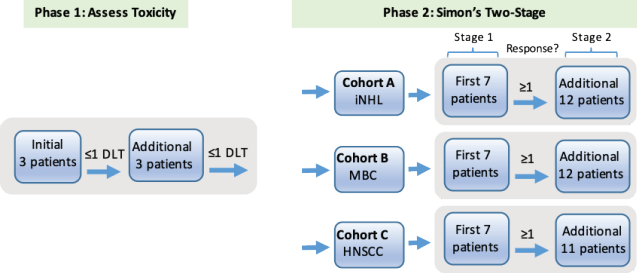 Phase 1: Assess Toxicity
Initial
3 patients
≤1 DLT
Additional
3 patients
≤1 DLT
Phase 2: Simon's Two-Stage
Stage 1
Response?
Stage 2
Cohort A
iNHL
First 7
patients
≥1
Additional
12 patients
Cohort B
MBC
First 7
patients
≥1
Additional
12 patients
Cohort C
HNSCC
First 7
patients
≥1
Additional
11 patients